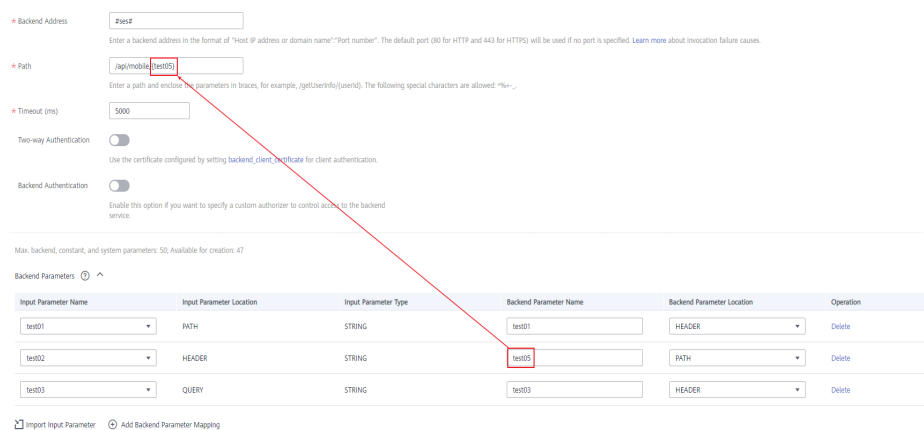 * Backend Address #ses#
Enter a backend address in the format of "Host IP address or domain name":"Port number". The default port (80 for HTTP and 443 for HTTPS) will be used if no port is specified. Learn more about invocation failure causes.
* Path /api/mobile/{test05}
Enter a path and enclose the parameters in braces, for example, /getUserInfo/{userId}. The following special characters are allowed: *%+-_.
* Timeout (ms) 5000
Two-way Authentication
Use the certificate configured by setting backend_client_certificate for client authentication.
Backend Authentication
Enable this option if you want to specify a custom authorizer to control access to the backend
service.
Max. backend, constant, and system parameters: 50; Available for creation: 47
Backend Parameters ?
Input Parameter Name Input Parameter Location Input Parameter Type Backend Parameter Name Backend Parameter Location Operation
test01 PATH STRING test01 HEADER Delete
test02 HEADER STRING test05 PATH Delete
test03 QUERY STRING test03 HEADER Delete
Import Input Parameter Add Backend Parameter Mapping